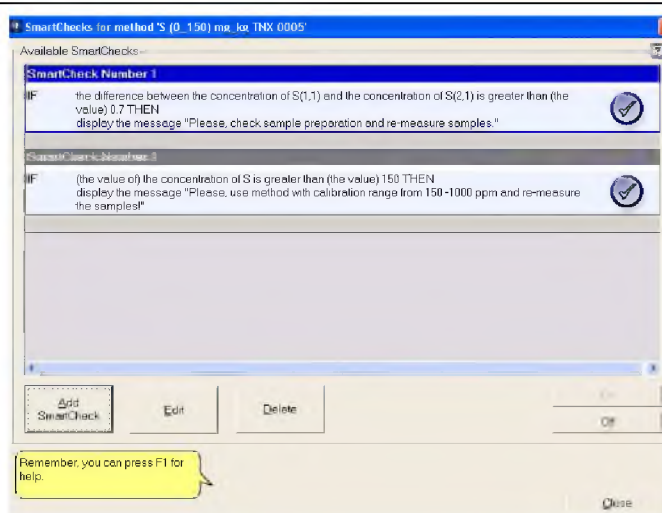 SmartChecks for method 'S (0_150) mg_kg TNX 0005'
Available SmartChecks
SmartCheck Number 1
IF the difference between the concentration of S(1,1) and the concentration of S(2,1) is greater than (the
value) 0.7 THEN
display the message "Please, check sample preparation and re-measure samples."
SmartCheck Number
IF (the value of) the concentration of S is greater than (the value) 150 THEN
display the message "Please, use method with calibration range from 150-1000 ppm and re-measure
the samples!"
Add
SmartCheck
Edit
Delete
Off
Remember, you can press F1 for
help.
Close